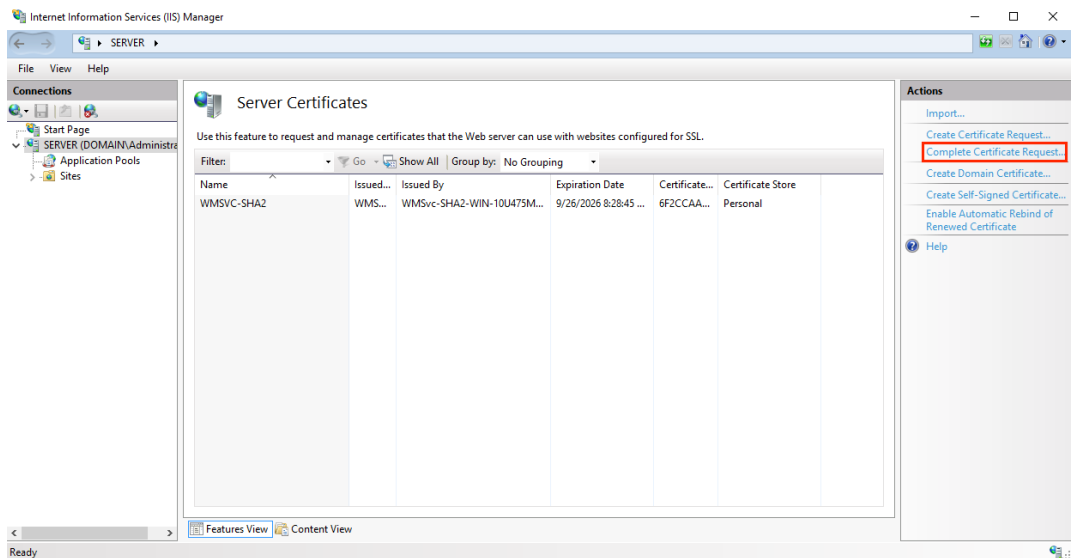 Internet Information Services (IIS) Manager
SERVER
File View Help
Connections
Start Page
SERVER (DOMAIN\Administra
Application Pools
Sites
Server Certificates
Use this feature to request and manage certificates that the Web server can use with websites configured for SSL.
Filter: Go Show All Group by: No Grouping
Name Issued... Issued By Expiration Date Certificate... Certificate Store
WMSVC-SHA2 WMS... WMSvc-SHA2-WIN-10U475M... 9/26/2026 8:28:45 ... 6F2CCAA... Personal
Features View Content View
Actions
Import...
Create Certificate Request...
Complete Certificate Request...
Create Domain Certificate...
Create Self-Signed Certificate...
Enable Automatic Rebind of
Renewed Certificate
Help
Ready